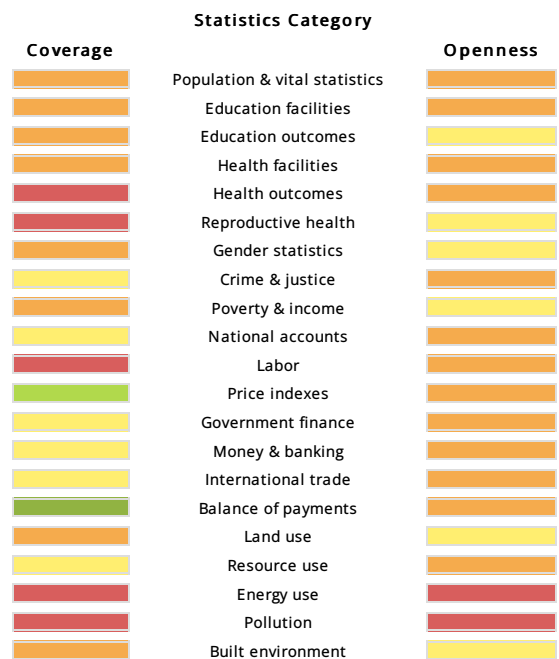 Statistics Category
Coverage Openness
Population & vital statistics
Education facilities
Education outcomes
Health facilities
Health outcomes
Reproductive health
Gender statistics
Crime & justice
Poverty & income
National accounts
Labor
Price indexes
Government finance
Money & banking
International trade
Balance of payments
Land use
Resource use
Energy use
Pollution
Built environment